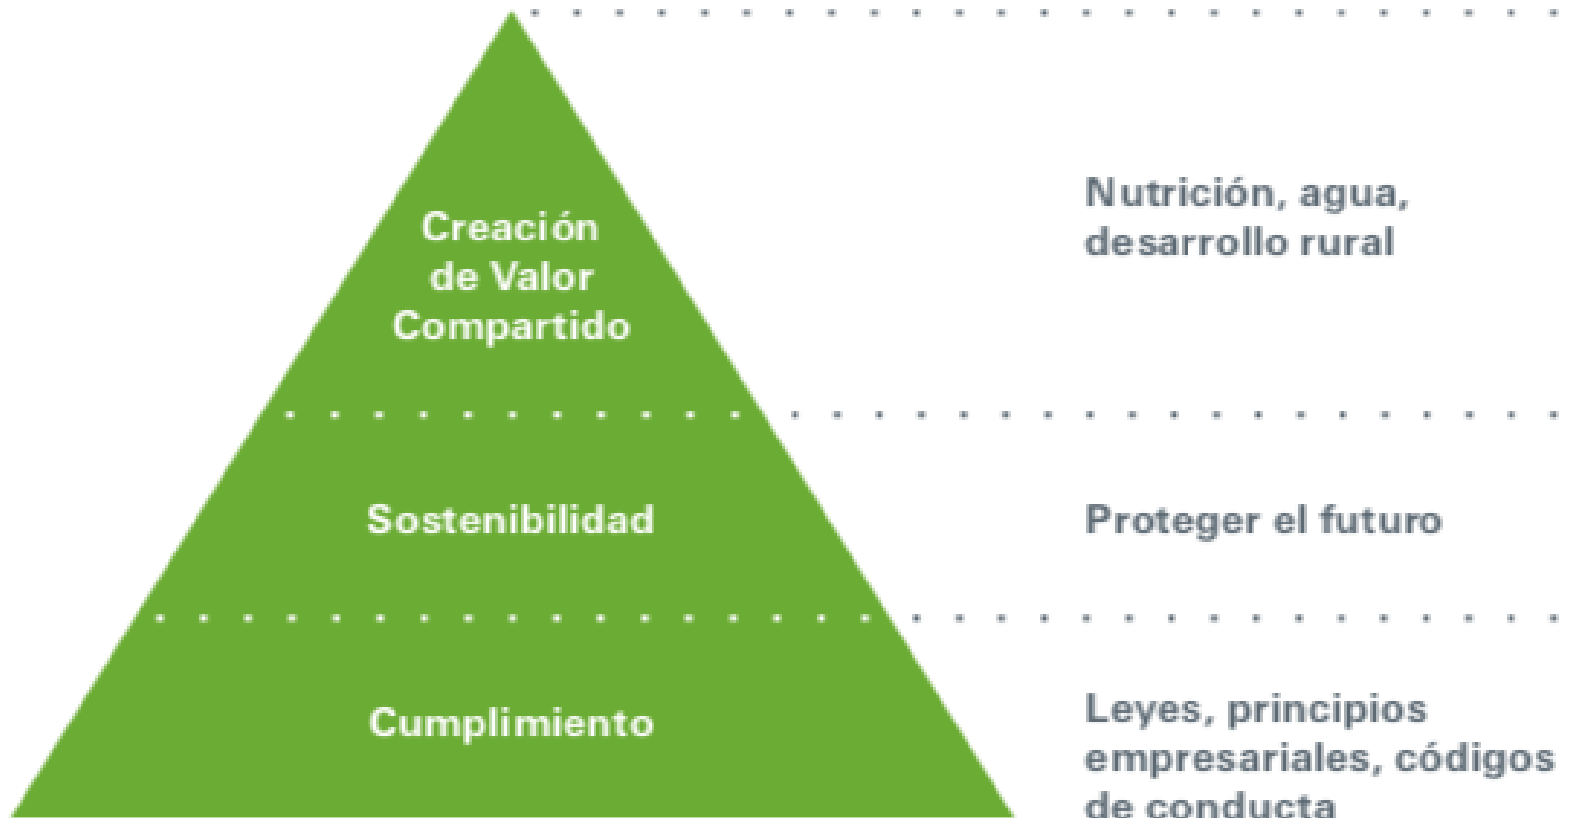 Creación
de Valor
Compartido
Nutrición, agua,
desarrollo rural
Sostenibilidad
Proteger el futuro
Cumplimiento
Leyes, principios
empresariales, códigos
de conducta